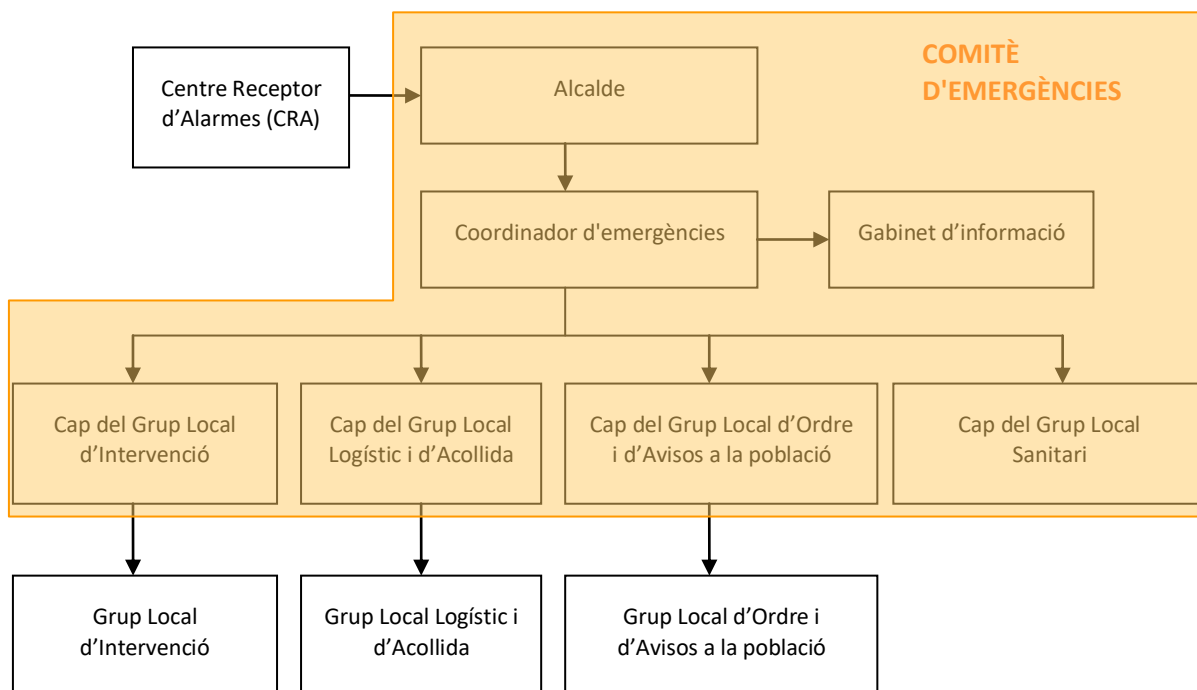 COMITÈ
D'EMERGÈNCIES
Centre Receptor
d’Alarmes (CRA)
Alcalde
Coordinador d'emergències
Gabinet d’informació
Cap del Grup Local
d’Intervenció
Cap del Grup Local
Logístic i d’Acollida
Cap del Grup Local d’Ordre
i d’Avisos a la població
Cap del Grup Local
Sanitari
Grup Local
d’Intervenció
Grup Local Logístic i
d’Acollida
Grup Local d’Ordre i
d’Avisos a la població